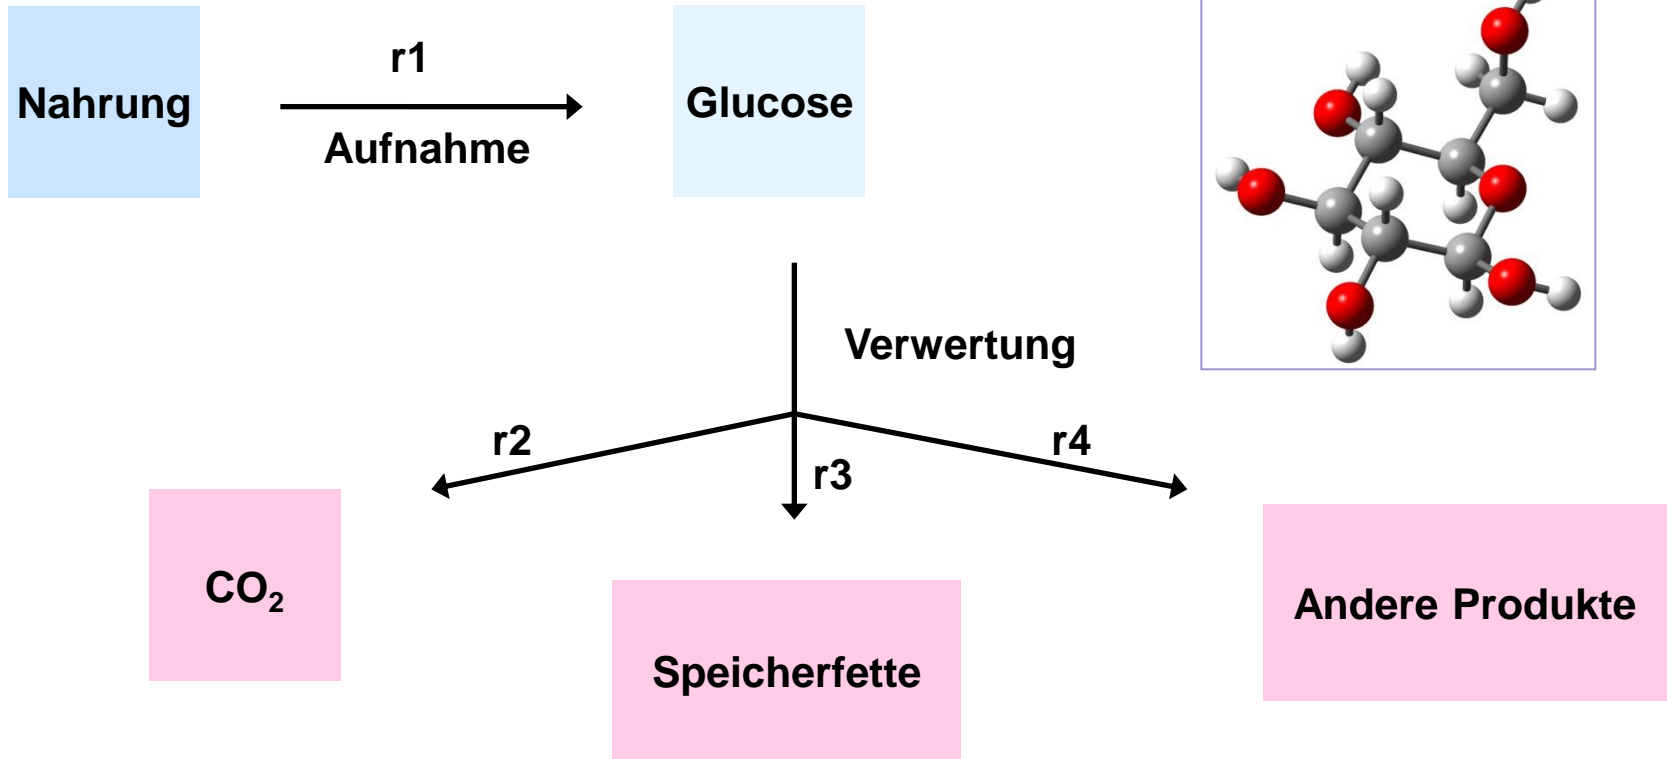 Nahrung
r1
Aufnahme
Glucose
Verwertung
r2
r3
r4
CO₂
Speicherfette
Andere Produkte